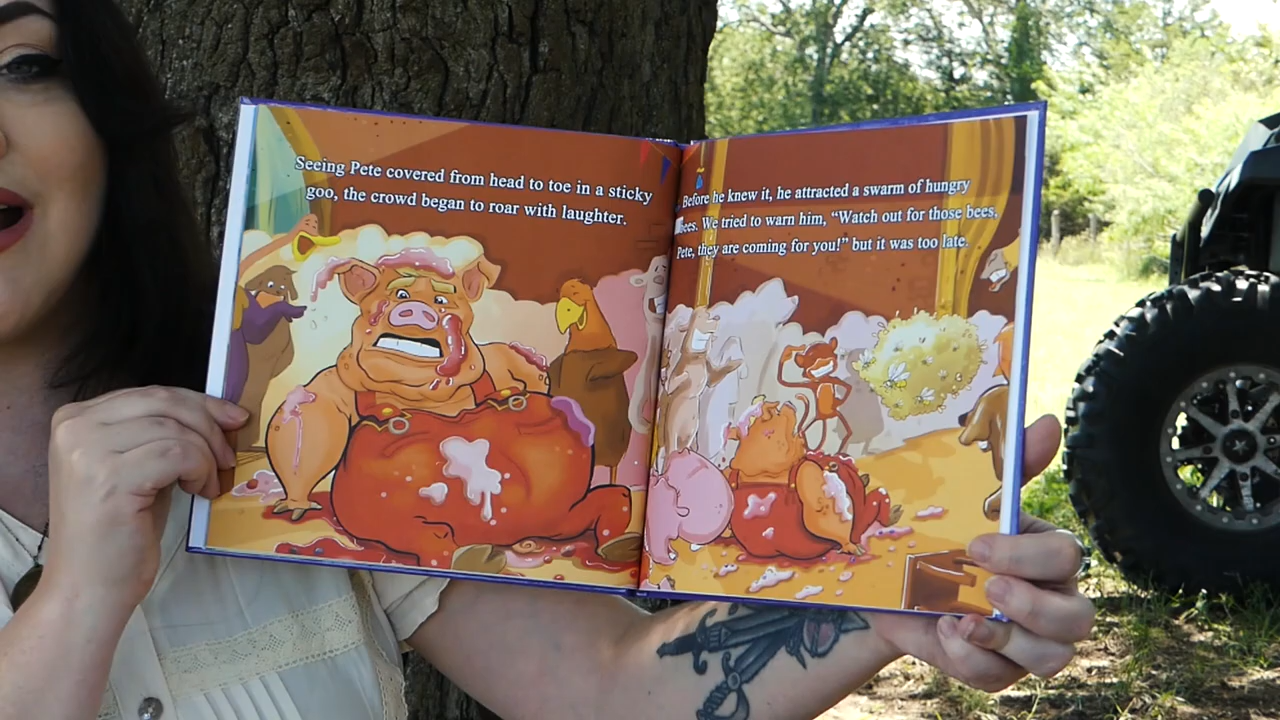 Seeing Pete covered from head to toe in a sticky
goo, the crowd began to roar with laughter.
Before he knew it, he attracted a swarm of hungry
bees. We tried to warn him, “Watch out for those bees,
Pete, they are coming for you!” but it was too late.